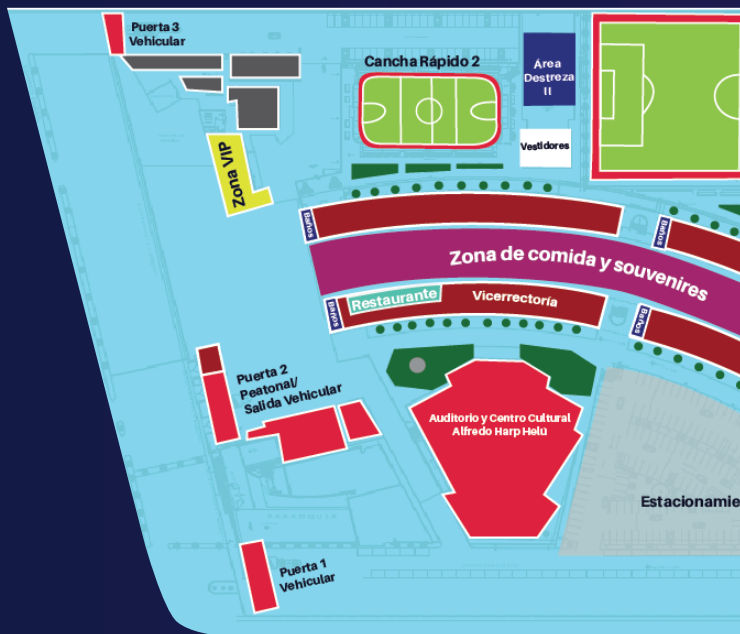 Puerta 3
Vehicular
Cancha Rápido 2
Área
Destreza
II
Vestidores
Zona VIP
Baños
Baños
Zona de comida y souvenires
Baños
Restaurante
Vicerrectoría
Baños
Puerta 2
Peatonal/
Salida Vehicular
Auditorio y Centro Cultural
Alfredo Harp Helú
Estacionamie
Puerta 1
Vehicular